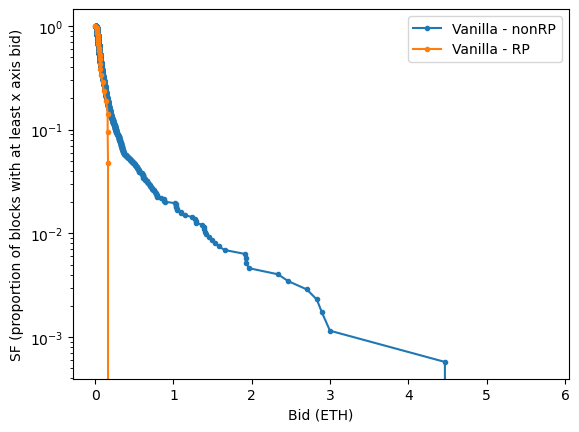 Vanilla - nonRP
Vanilla - RP
SF (proportion of blocks with at least x axis bid)
10⁰
10⁻¹
10⁻²
10⁻³
0 1 2 3 4 5 6
Bid (ETH)